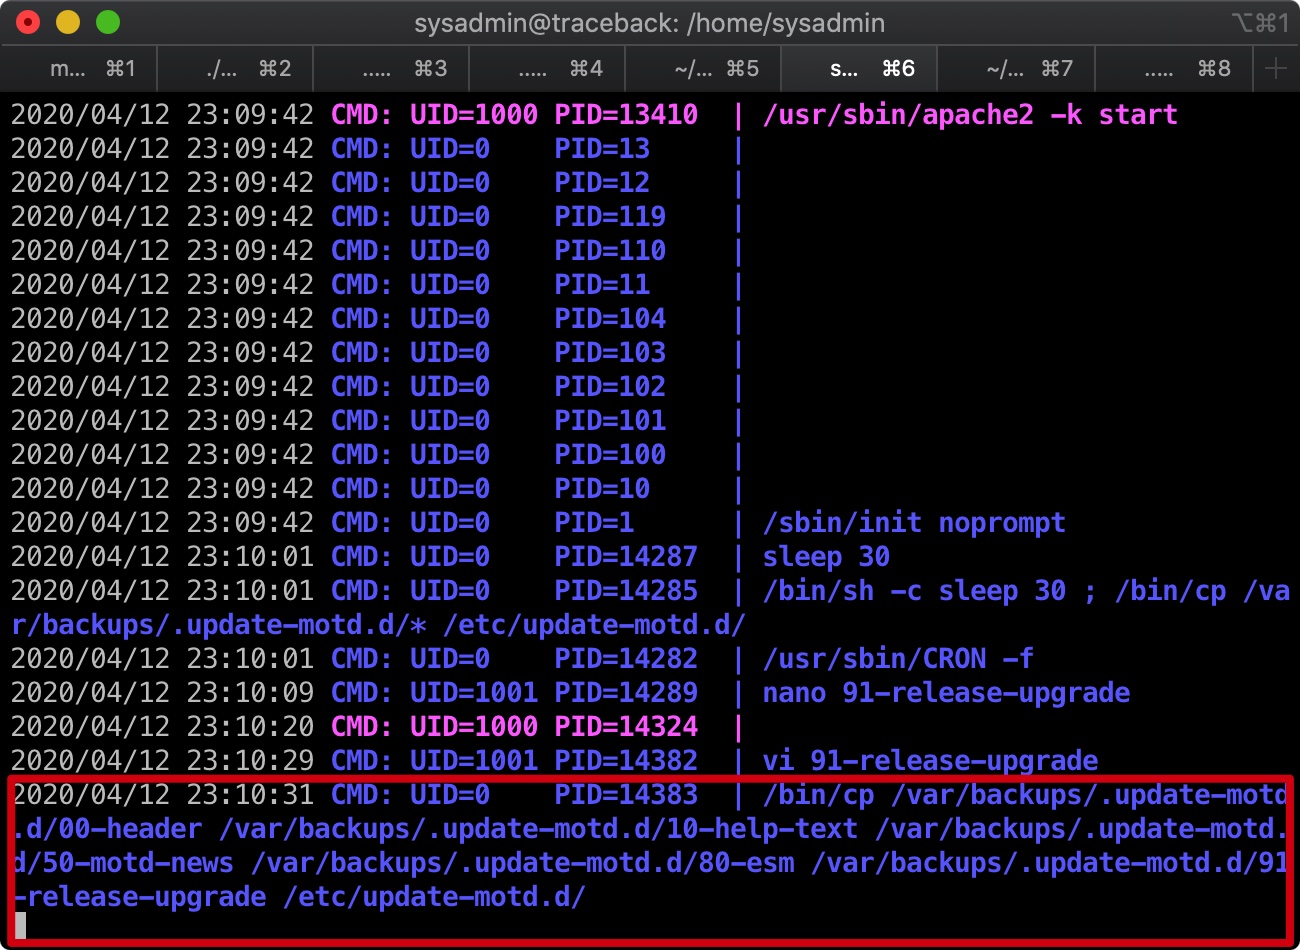 sysadmin@traceback: /home/sysadmin ⌥⌘1
m... ⌘1 ./... ⌘2 ..... ⌘3 ..... ⌘4 ~/... ⌘5 s... ⌘6 ~/... ⌘7 ..... ⌘8 +
2020/04/12 23:09:42 CMD: UID=1000 PID=13410 | /usr/sbin/apache2 -k start
2020/04/12 23:09:42 CMD: UID=0 PID=13 |
2020/04/12 23:09:42 CMD: UID=0 PID=12 |
2020/04/12 23:09:42 CMD: UID=0 PID=119 |
2020/04/12 23:09:42 CMD: UID=0 PID=110 |
2020/04/12 23:09:42 CMD: UID=0 PID=11 |
2020/04/12 23:09:42 CMD: UID=0 PID=104 |
2020/04/12 23:09:42 CMD: UID=0 PID=103 |
2020/04/12 23:09:42 CMD: UID=0 PID=102 |
2020/04/12 23:09:42 CMD: UID=0 PID=101 |
2020/04/12 23:09:42 CMD: UID=0 PID=100 |
2020/04/12 23:09:42 CMD: UID=0 PID=10 |
2020/04/12 23:09:42 CMD: UID=0 PID=1 | /sbin/init noprompt
2020/04/12 23:10:01 CMD: UID=0 PID=14287 | sleep 30
2020/04/12 23:10:01 CMD: UID=0 PID=14285 | /bin/sh -c sleep 30 ; /bin/cp /va
r/backups/.update-motd.d/* /etc/update-motd.d/
2020/04/12 23:10:01 CMD: UID=0 PID=14282 | /usr/sbin/CRON -f
2020/04/12 23:10:09 CMD: UID=1001 PID=14289 | nano 91-release-upgrade
2020/04/12 23:10:20 CMD: UID=1000 PID=14324 |
2020/04/12 23:10:29 CMD: UID=1001 PID=14382 | vi 91-release-upgrade
2020/04/12 23:10:31 CMD: UID=0 PID=14383 | /bin/cp /var/backups/.update-motd
.d/00-header /var/backups/.update-motd.d/10-help-text /var/backups/.update-motd.
d/50-motd-news /var/backups/.update-motd.d/80-esm /var/backups/.update-motd.d/91
-release-upgrade /etc/update-motd.d/